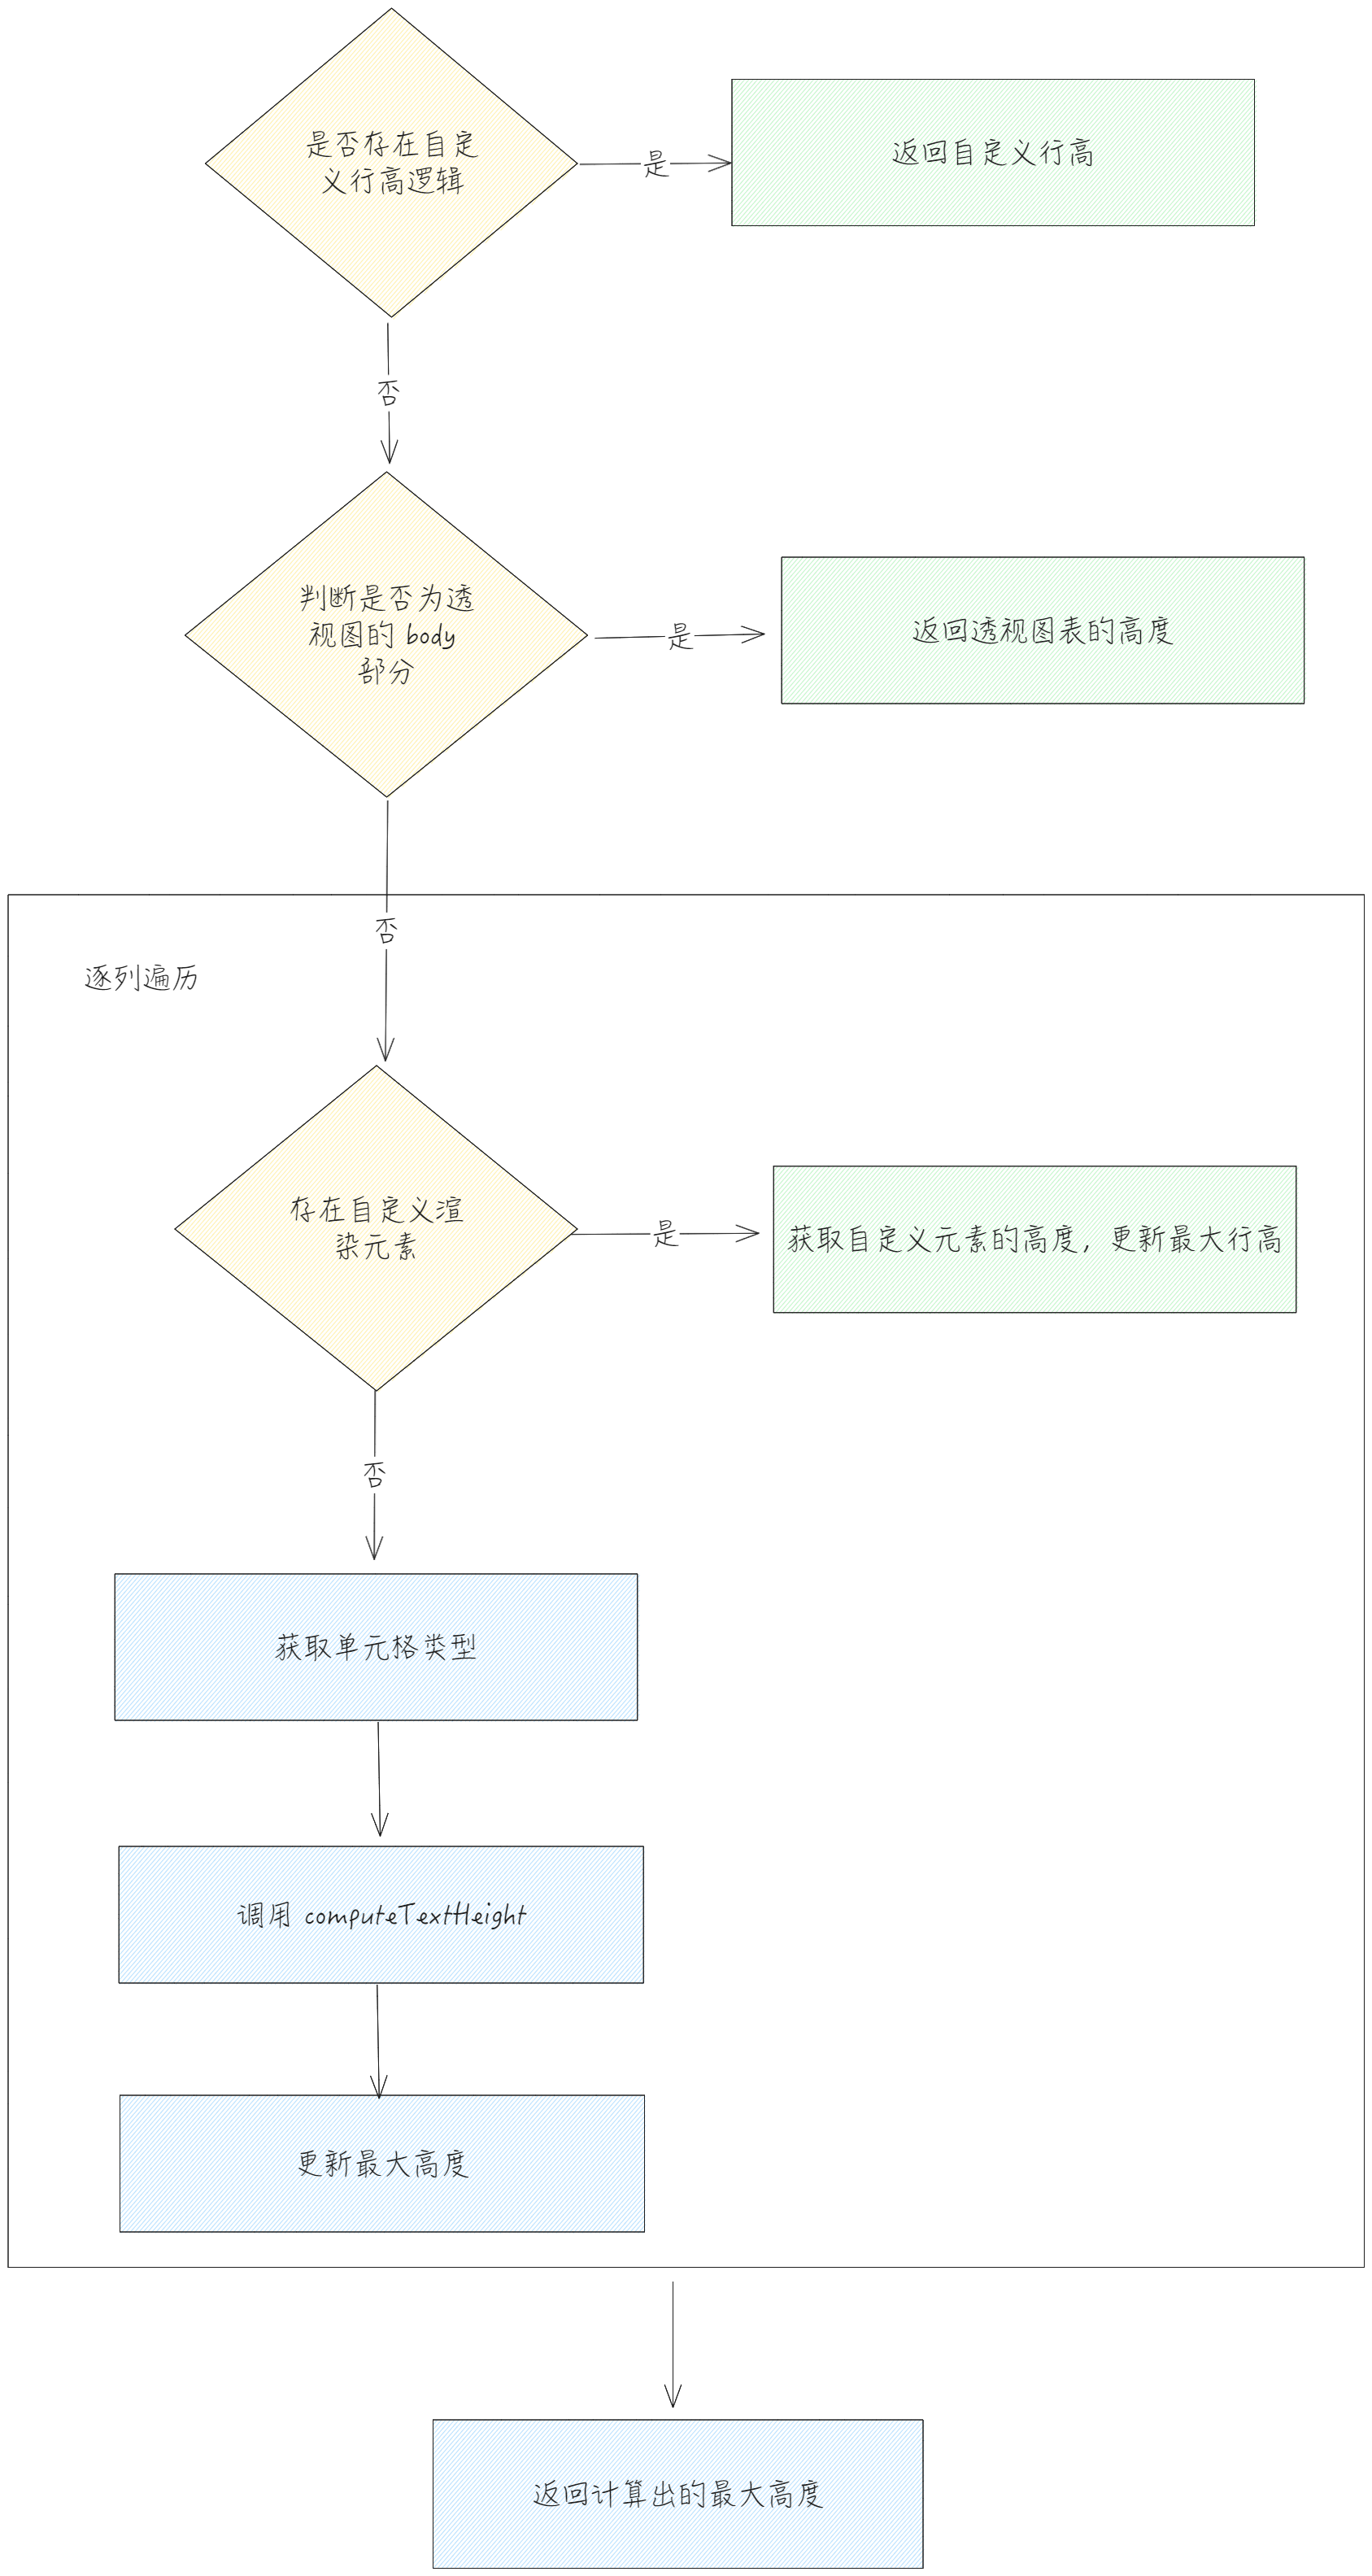 是否存在自定
义行高逻辑
是
返回自定义行高
否
判断是否为透
视图的 body
部分
是
返回透视图表的高度
否
逐列遍历
存在自定义渲
染元素
是
获取自定义元素的高度，更新最大行高
否
获取单元格类型
调用 computeTextHeight
更新最大高度
返回计算出的最大高度